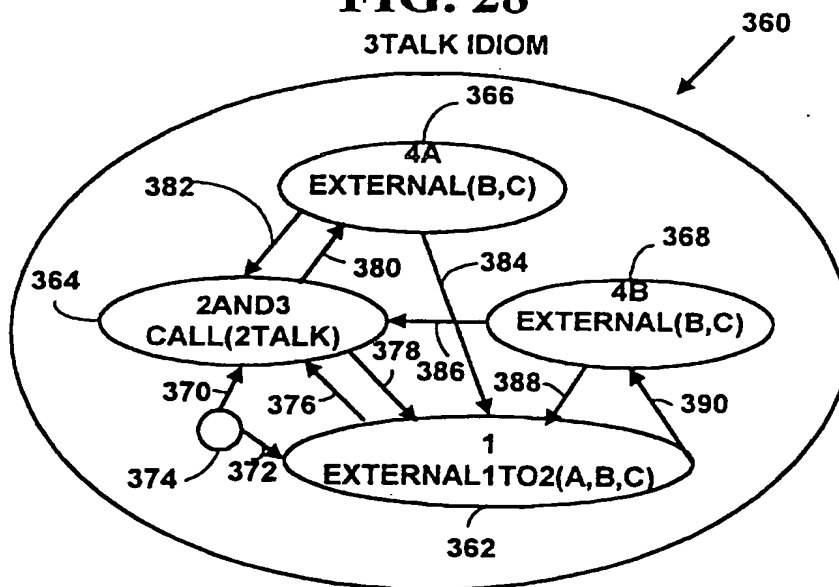 FIG. 28
3TALK IDIOM
360
366
4A
EXTERNAL(B,C)
382
380
384
368
4B
EXTERNAL(B,C)
364
2AND3
CALL(2TALK)
386
378
370
376
388
390
374
372
1
EXTERNAL1TO2(A,B,C)
362